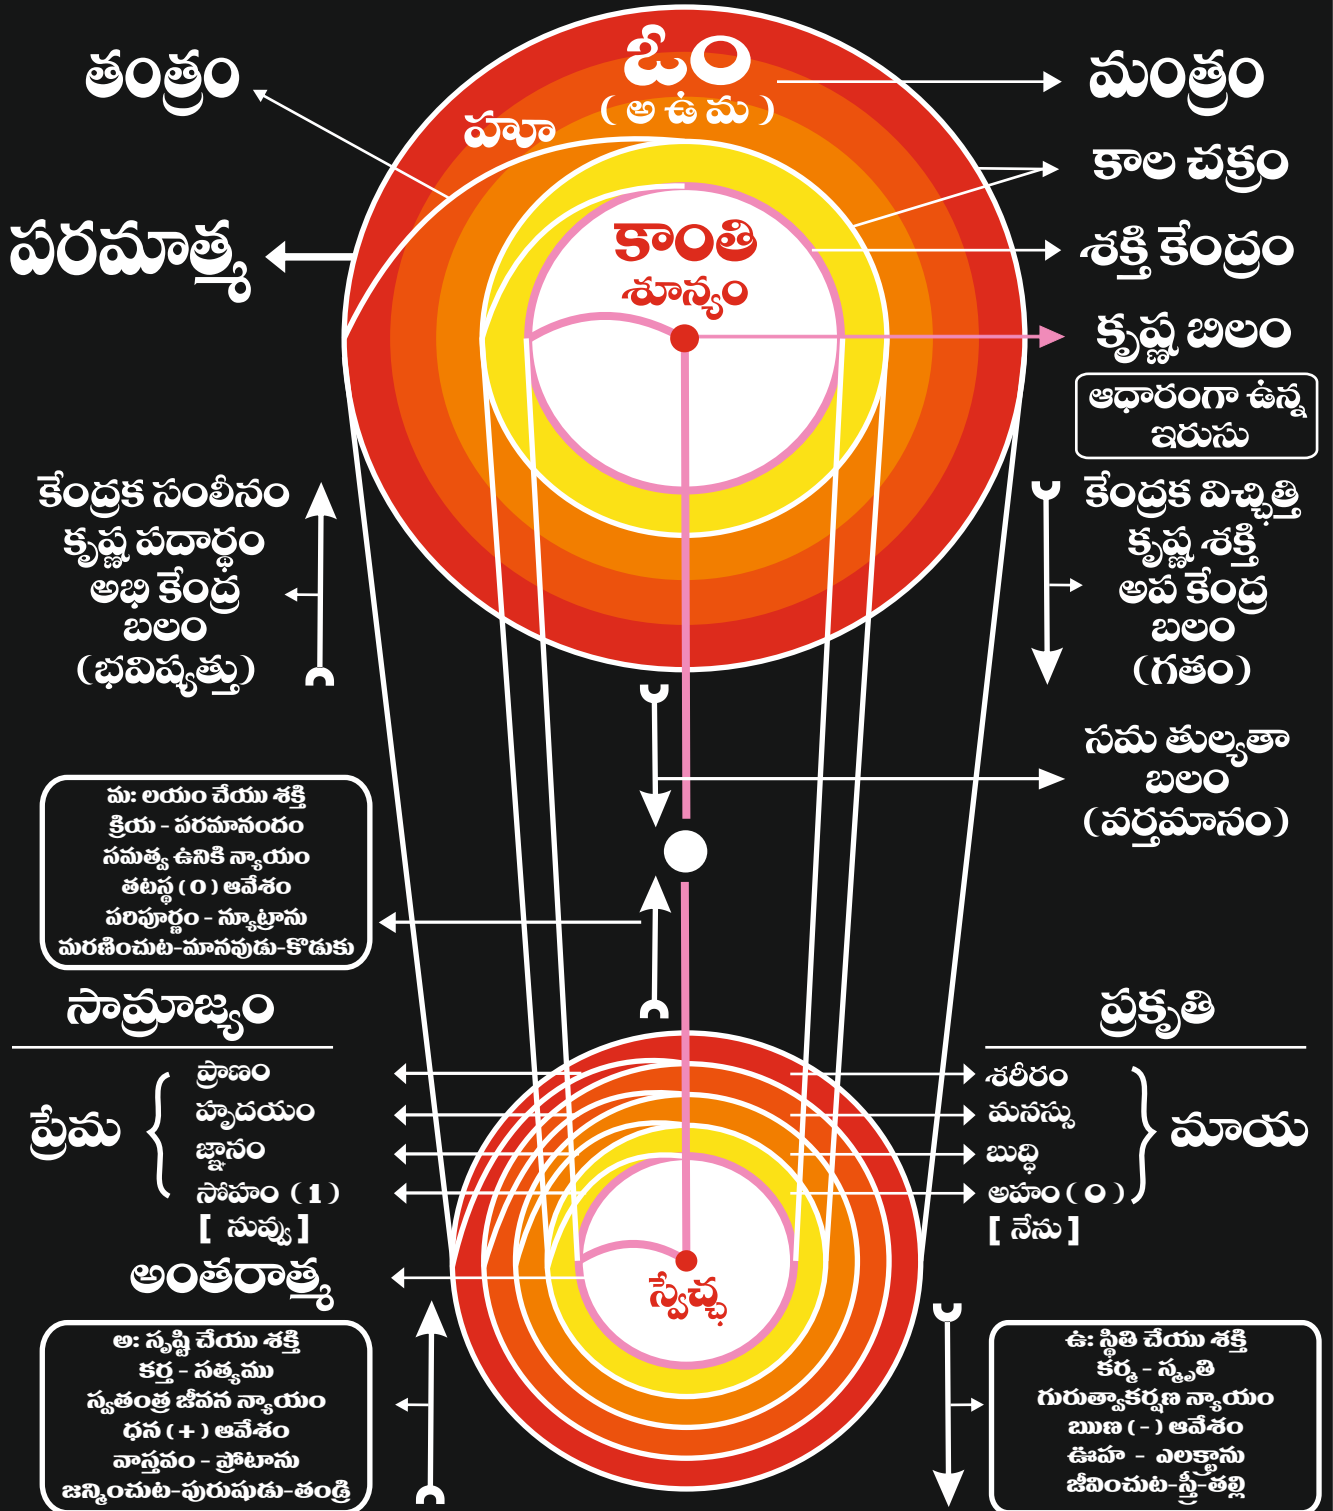 ఓం
( అ ఉ మ )
హూ
తంత్రం
మంత్రం
కాల చక్రం
పరమాత్మ
కాంతి
శూన్యం
శక్తి కేంద్రం
కృష్ణ బిలం
ఆధారంగా ఉన్న
ఇరుసు
కేంద్రక సంలీనం
కృష్ణ పదార్థం
అభి కేంద్ర
బలం
(భవిష్యత్తు)
కేంద్రక విచ్ఛిత్తి
కృష్ణ శక్తి
అప కేంద్ర
బలం
(గతం)
సమ తుల్యతా
బలం
(వర్తమానం)
మ: లయం చేయు శక్తి
క్రియ - పరమానందం
సమత్వ ఉనికి న్యాయం
తటస్థ ( 0 ) ఆవేశం
పరిపూర్ణం - న్యూట్రాను
మరణించుట-మానవుడు-కొడుకు
సామ్రాజ్యం
ప్రేమ
ప్రాణం
హృదయం
జ్ఞానం
సోహం ( 1 )
[ నువ్వు ]
అంతరాత్మ
ప్రకృతి
శరీరం
మనస్సు
బుద్ధి
అహం ( 0 )
[ నేను ]
మాయ
స్వేచ్ఛ
అ: సృష్టి చేయు శక్తి
కర్త - సత్యము
స్వతంత్ర జీవన న్యాయం
ధన ( + ) ఆవేశం
వాస్తవం - ప్రోటాను
జన్మించుట-పురుషుడు-తండ్రి
ఉ: స్థితి చేయు శక్తి
కర్మ - స్మృతి
గురుత్వాకర్షణ న్యాయం
ఋణ ( - ) ఆవేశం
ఊహ - ఎలక్ట్రాను
జీవించుట-స్త్రీ-తల్లి